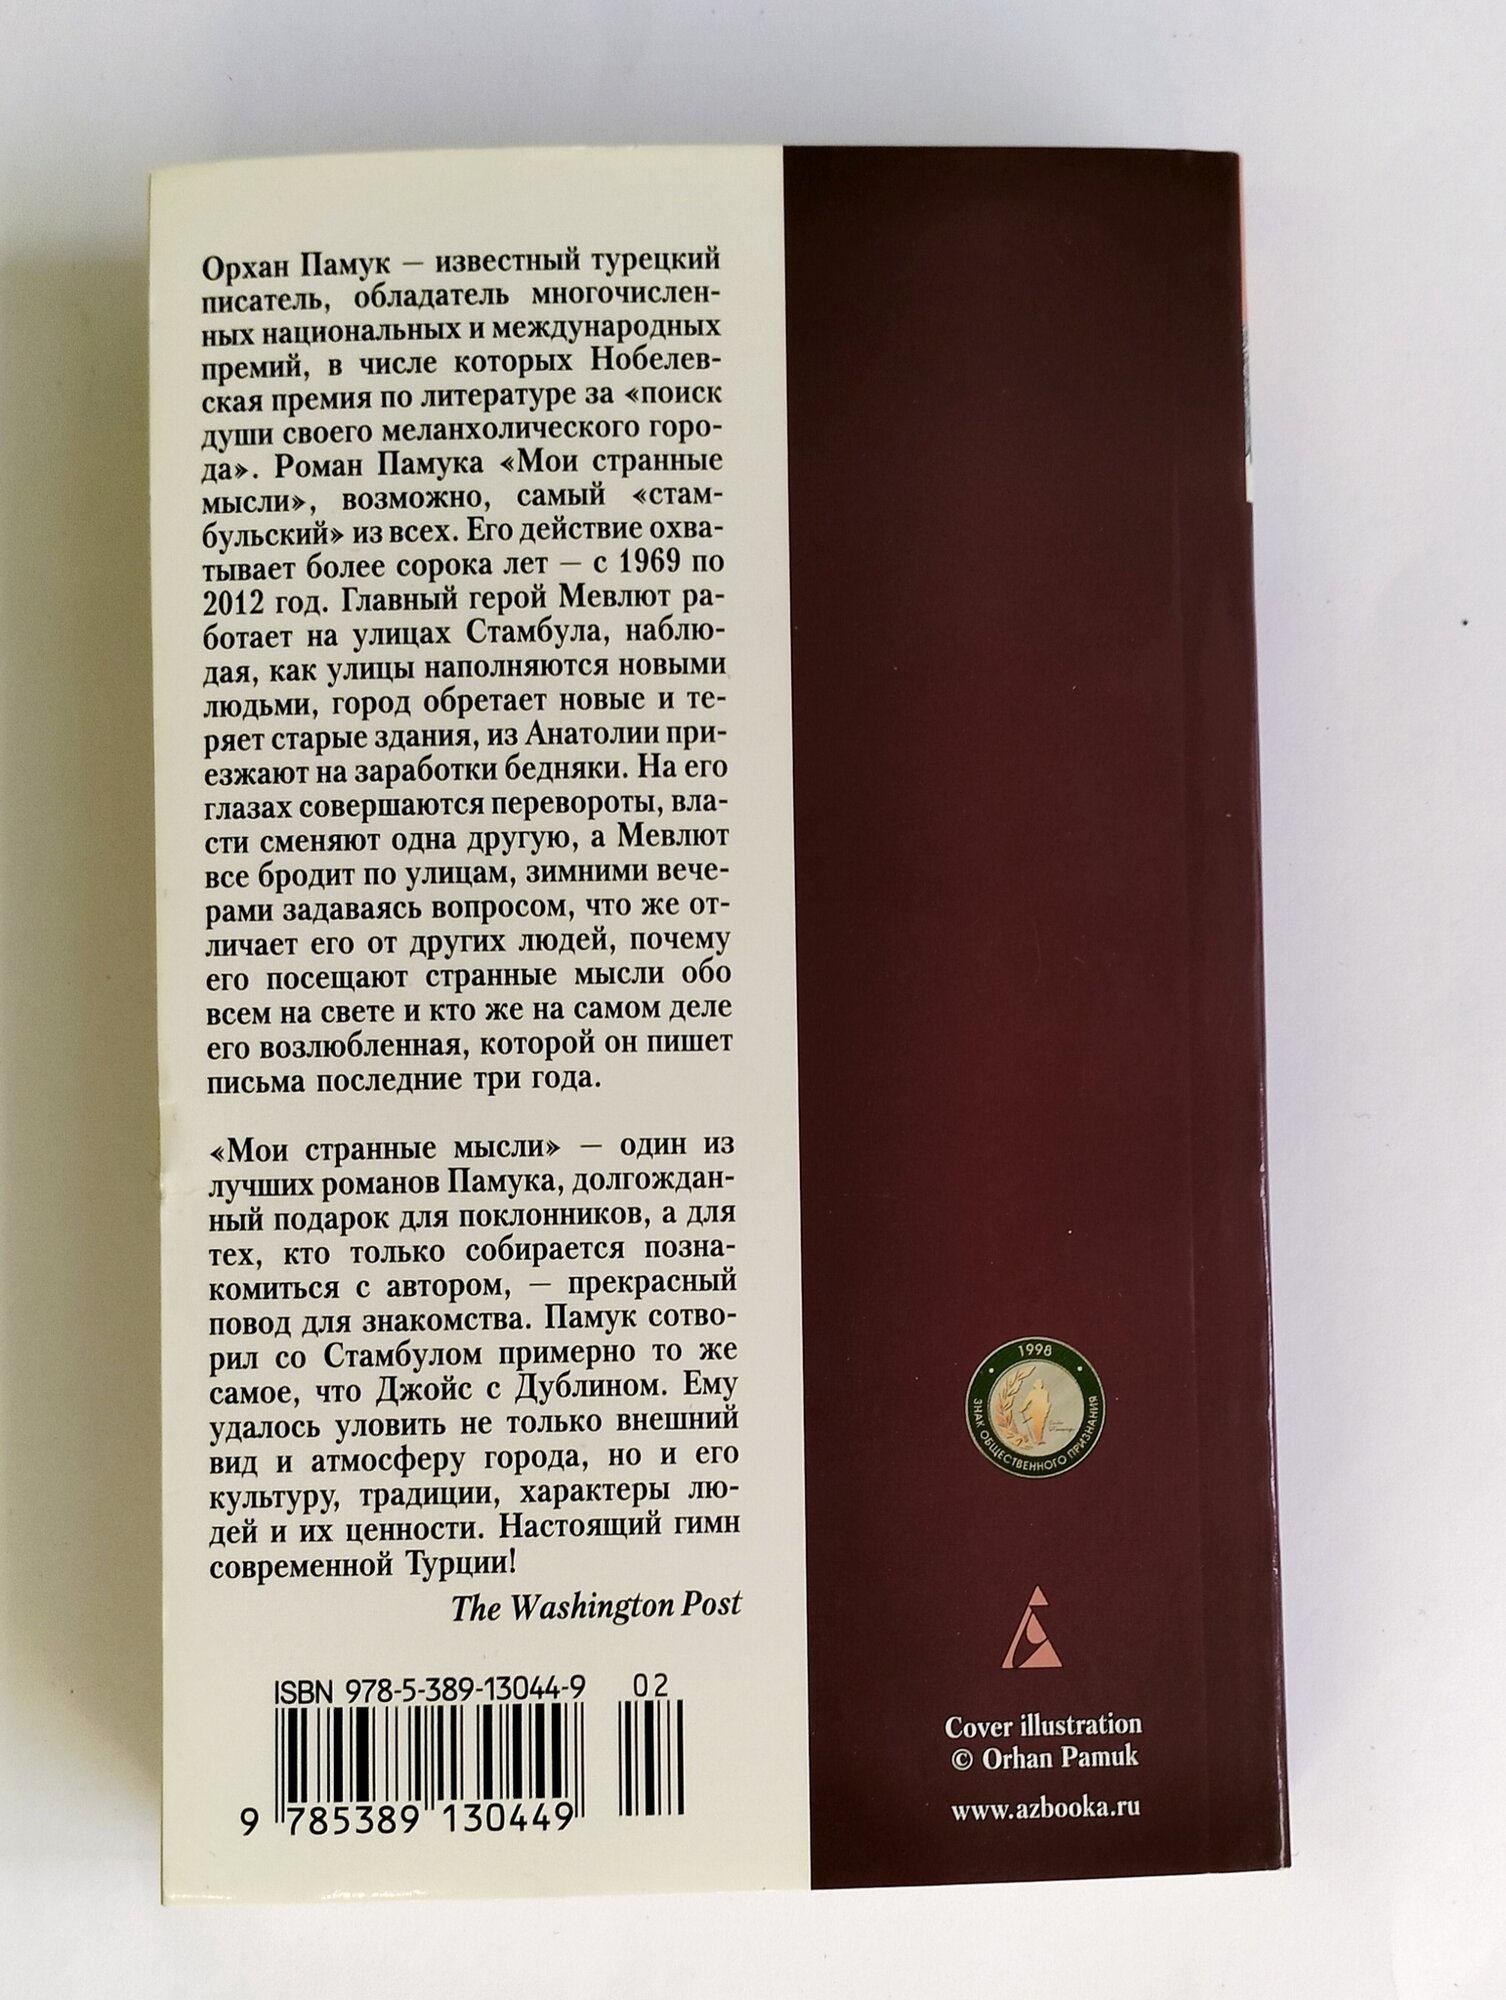 Орхан Памук — известный турецкий
писатель, обладатель многочислен-
ных национальных и международных
премий, в числе которых Нобелев-
ская премия по литературе за «поиск
души своего меланхолического горо-
да». Роман Памука «Мои странные
мысли», возможно, самый «стам-
бульский» из всех. Его действие охва-
тывает более сорока лет — с 1969 по
2012 год. Главный герой Мевлют ра-
ботает на улицах Стамбула, наблю-
дая, как улицы наполняются новыми
людьми, город обретает новые и те-
ряет старые здания, из Анатолии при-
езжают на заработки бедняки. На его
глазах совершаются перевороты, вла-
сти сменяют одна другую, а Мевлют
все бродит по улицам, зимними вече-
рами задаваясь вопросом, что же от-
личает его от других людей, почему
его посещают странные мысли обо
всем на свете и кто же на самом деле
его возлюбленная, которой он пишет
письма последние три года.
«Мои странные мысли» — один из
лучших романов Памука, долгождан-
ный подарок для поклонников, а для
тех, кто только собирается позна-
комиться с автором, — прекрасный
повод для знакомства. Памук сотво-
рил со Стамбулом примерно то же
самое, что Джойс с Дублином. Ему
удалось уловить не только внешний
вид и атмосферу города, но и его
культуру, традиции, характеры лю-
дей и их ценности. Настоящий гимн
современной Турции!
The Washington Post
ISBN 978-5-389-13044-9 02
9 785389 130449
1998
ЗНАК ОБЩЕСТВЕННОГО ПРИЗНАНИЯ
Cover illustration
© Orhan Pamuk
www.azbooka.ru